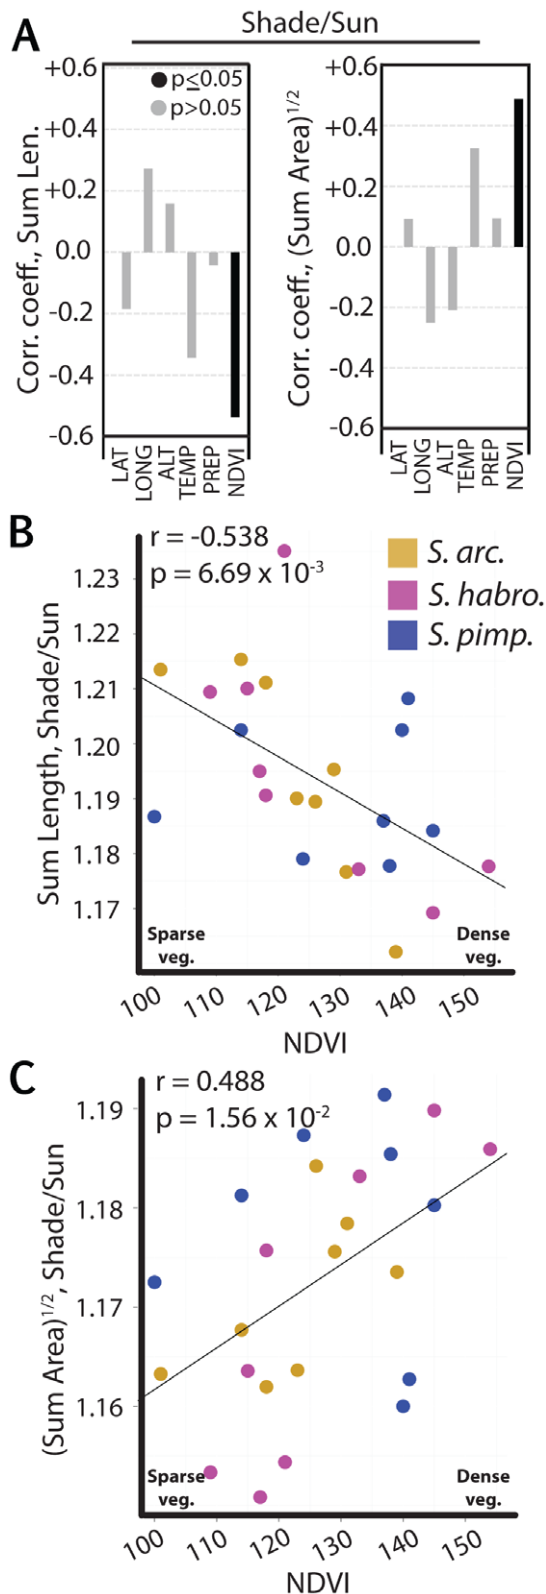 A
Shade/Sun
Corr. coeff., Sum Len.
+0.6
+0.4
+0.2
0.0
-0.2
-0.4
-0.6
p≤0.05
p>0.05
LAT
LONG
ALT
TEMP
PREP
NDVI
Corr. coeff., (Sum Area)^1/2
+0.6
+0.4
+0.2
0.0
-0.2
-0.4
-0.6
LAT
LONG
ALT
TEMP
PREP
NDVI
B
r = -0.538
p = 6.69 x 10^-3
S. arc.
S. habro.
S. pimp.
Sum Length, Shade/Sun
1.23
1.22
1.21
1.20
1.19
1.18
1.17
Sparse veg.
Dense veg.
100 110 120 130 140 150
NDVI
C
r = 0.488
p = 1.56 x 10^-2
(Sum Area)^1/2, Shade/Sun
1.19
1.18
1.17
1.16
Sparse veg.
Dense veg.
100 110 120 130 140 150
NDVI